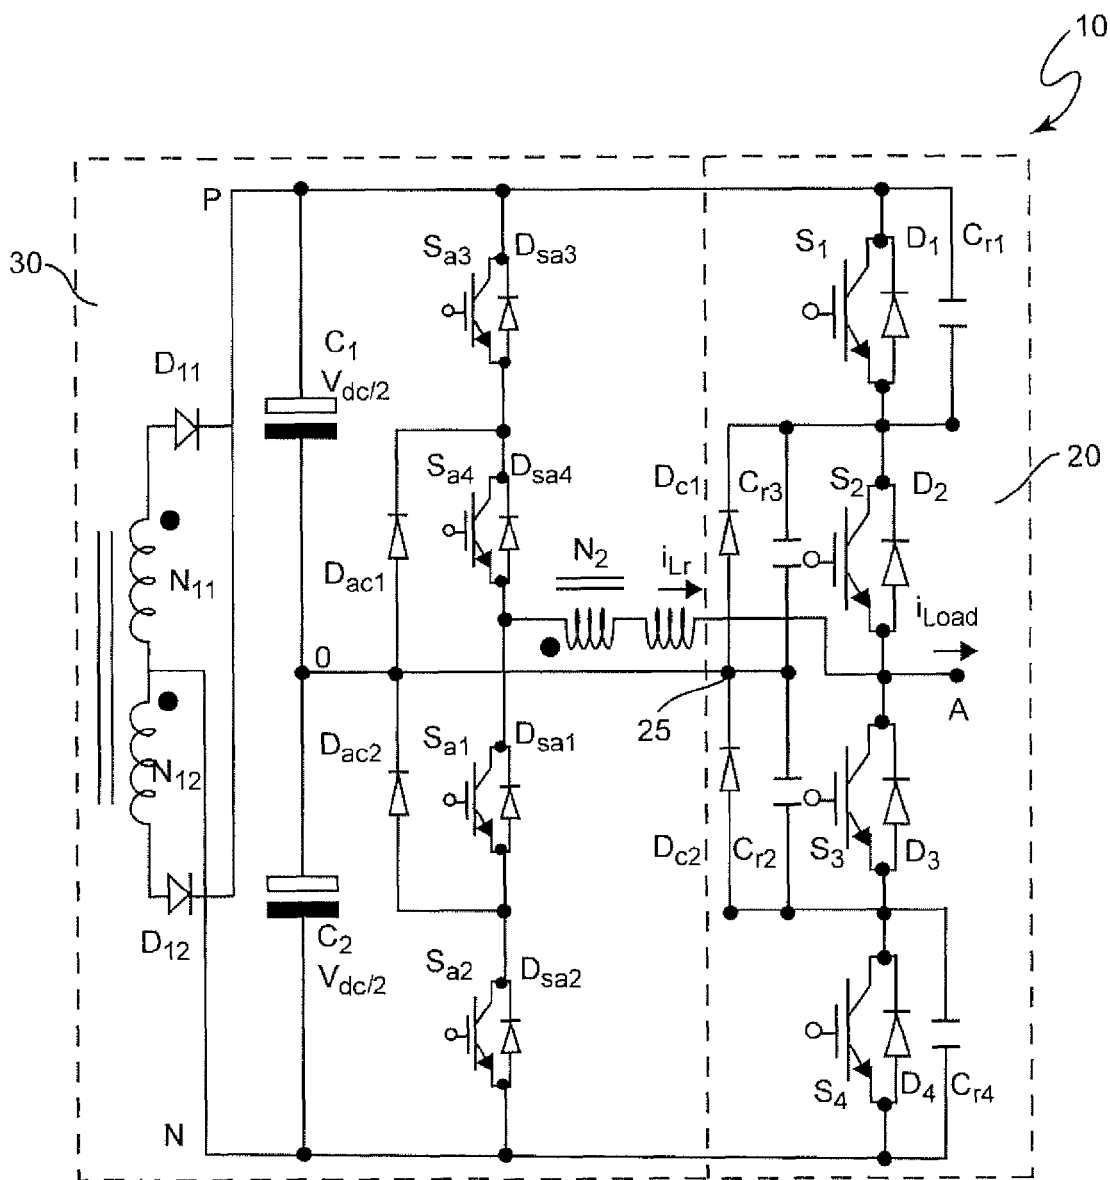 10
30
P
S1 D1 Cr1
Sa3 Dsa3
C1
Vdc/2
D11
Sa4 Dsa4
Dc1 Cr3 S2 D2
20
N11
Dac1
N2 iLr
iLoad
0
25
A
N12
Dac2 Sa1 Dsa1
Dc2 Cr2 S3 D3
D12
C2
Vdc/2
Sa2 Dsa2
S4 D4 Cr4
N